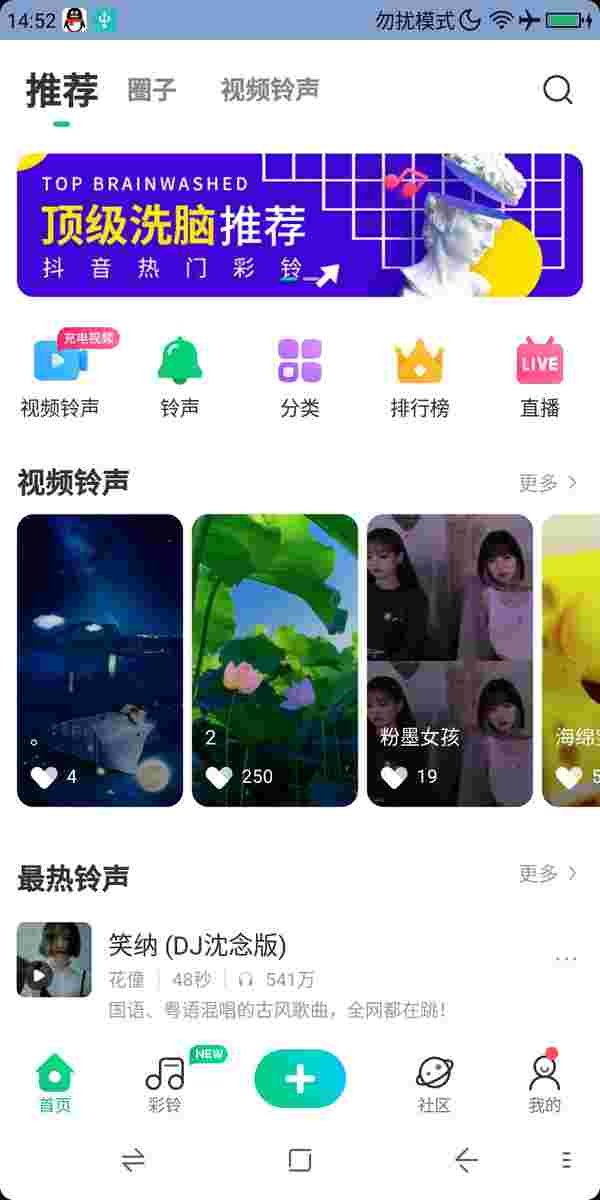 14:52 勿扰模式
推荐 圈子 视频铃声
TOP BRAINWASHED
顶级洗脑推荐
抖音热门彩铃
充电视频 LIVE
视频铃声 铃声 分类 排行榜 直播
视频铃声 更多
。 2 粉墨女孩 海绵
4 250 19 5
最热铃声 更多
笑纳 (DJ沈念版)
花僮 48秒 541万
国语、粤语混唱的古风歌曲，全网都在跳！
NEW
首页 彩铃 社区 我的